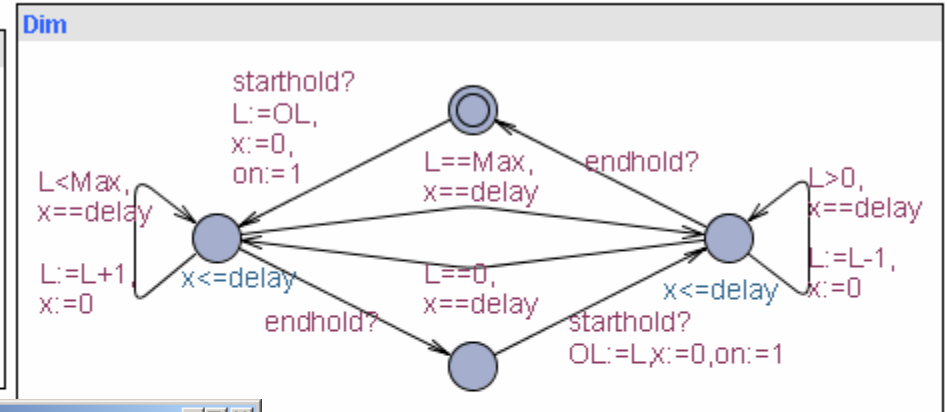 Dim
starthold?
L:=OL,
x:=0,
on:=1
L==Max,
x==delay
endhold?
L<Max,
x==delay
L>0,
x==delay
L:=L+1,
x:=0
x<=delay
L==0,
x==delay
x<=delay
L:=L-1,
x:=0
endhold?
starthold?
OL:=L,x:=0,on:=1